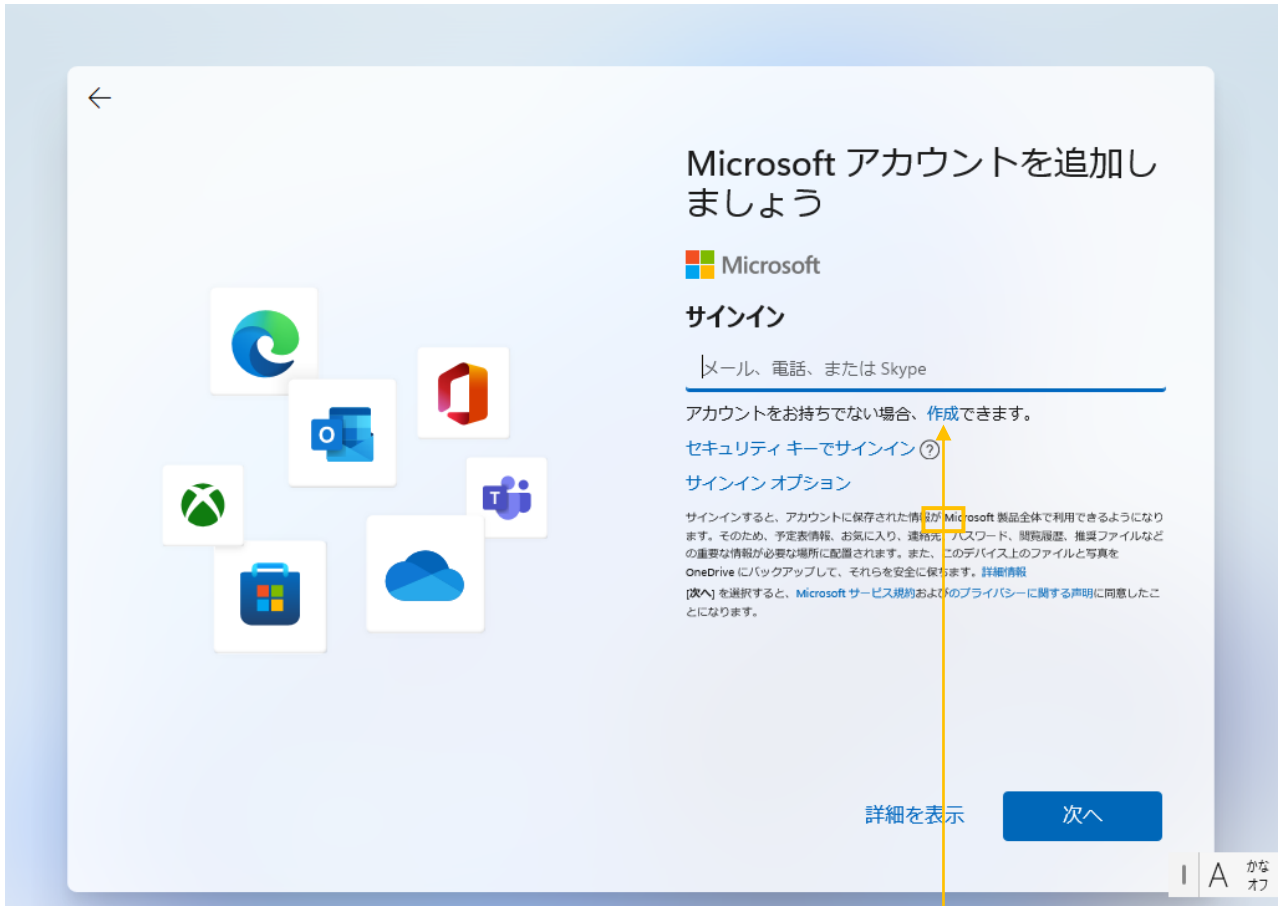 Microsoft アカウントを追加し
ましょう
Microsoft
サインイン
メール、電話、または Skype
アカウントをお持ちでない場合、作成できます。
セキュリティ キーでサインイン ?
サインイン オプション
サインインすると、アカウントに保存された情報が Microsoft 製品全体で利用できるようになり
ます。そのため、予定表情報、お気に入り、連絡先、パスワード、閲覧履歴、推奨ファイルなど
の重要な情報が必要な場所に配置されます。また、このデバイス上のファイルと写真を
OneDrive にバックアップして、それらを安全に保ちます。詳細情報
[次へ] を選択すると、Microsoft サービス規約およびのプライバシーに関する声明に同意したこ
とになります。
詳細を表示
次へ
A
かな
オフ